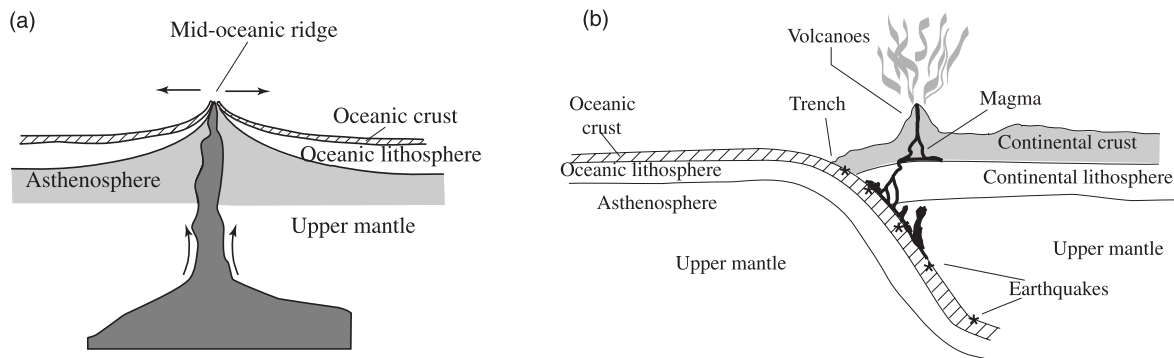 (a)
Mid-oceanic ridge
Oceanic crust
Oceanic lithosphere
Asthenosphere
Upper mantle
(b)
Volcanoes
Trench
Magma
Oceanic
crust
Continental crust
Oceanic lithosphere
Continental lithosphere
Asthenosphere
Upper mantle
Upper mantle
Earthquakes